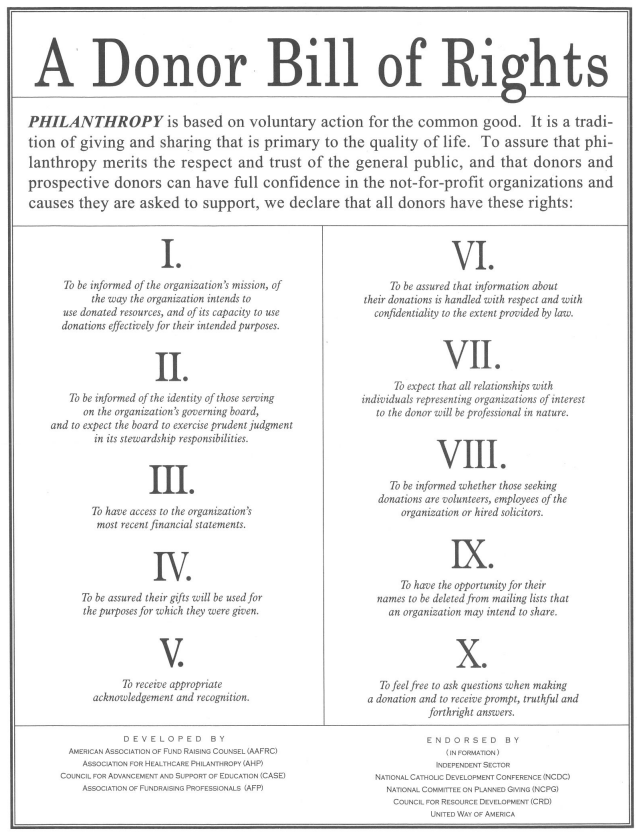 A Donor Bill of Rights
PHILANTHROPY is based on voluntary action for the common good. It is a tradi-
tion of giving and sharing that is primary to the quality of life. To assure that phi-
lanthropy merits the respect and trust of the general public, and that donors and
prospective donors can have full confidence in the not-for-profit organizations and
causes they are asked to support, we declare that all donors have these rights:
I.
To be informed of the organization's mission, of
the way the organization intends to
use donated resources, and of its capacity to use
donations effectively for their intended purposes.
II.
To be informed of the identity of those serving
on the organization's governing board,
and to expect the board to exercise prudent judgment
in its stewardship responsibilities.
III.
To have access to the organization's
most recent financial statements.
IV.
To be assured their gifts will be used for
the purposes for which they were given.
V.
To receive appropriate
acknowledgement and recognition.
VI.
To be assured that information about
their donations is handled with respect and with
confidentiality to the extent provided by law.
VII.
To expect that all relationships with
individuals representing organizations of interest
to the donor will be professional in nature.
VIII.
To be informed whether those seeking
donations are volunteers, employees of the
organization or hired solicitors.
IX.
To have the opportunity for their
names to be deleted from mailing lists that
an organization may intend to share.
X.
To feel free to ask questions when making
a donation and to receive prompt, truthful and
forthright answers.
DEVELOPED BY
AMERICAN ASSOCIATION OF FUND RAISING COUNSEL (AAFRC)
ASSOCIATION FOR HEALTHCARE PHILANTHROPY (AHP)
COUNCIL FOR ADVANCEMENT AND SUPPORT OF EDUCATION (CASE)
ASSOCIATION OF FUNDRAISING PROFESSIONALS (AFP)
ENDORSED BY
(IN FORMATION)
INDEPENDENT SECTOR
NATIONAL CATHOLIC DEVELOPMENT CONFERENCE (NCDC)
NATIONAL COMMITTEE ON PLANNED GIVING (NCPG)
COUNCIL FOR RESOURCE DEVELOPMENT (CRD)
UNITED WAY OF AMERICA